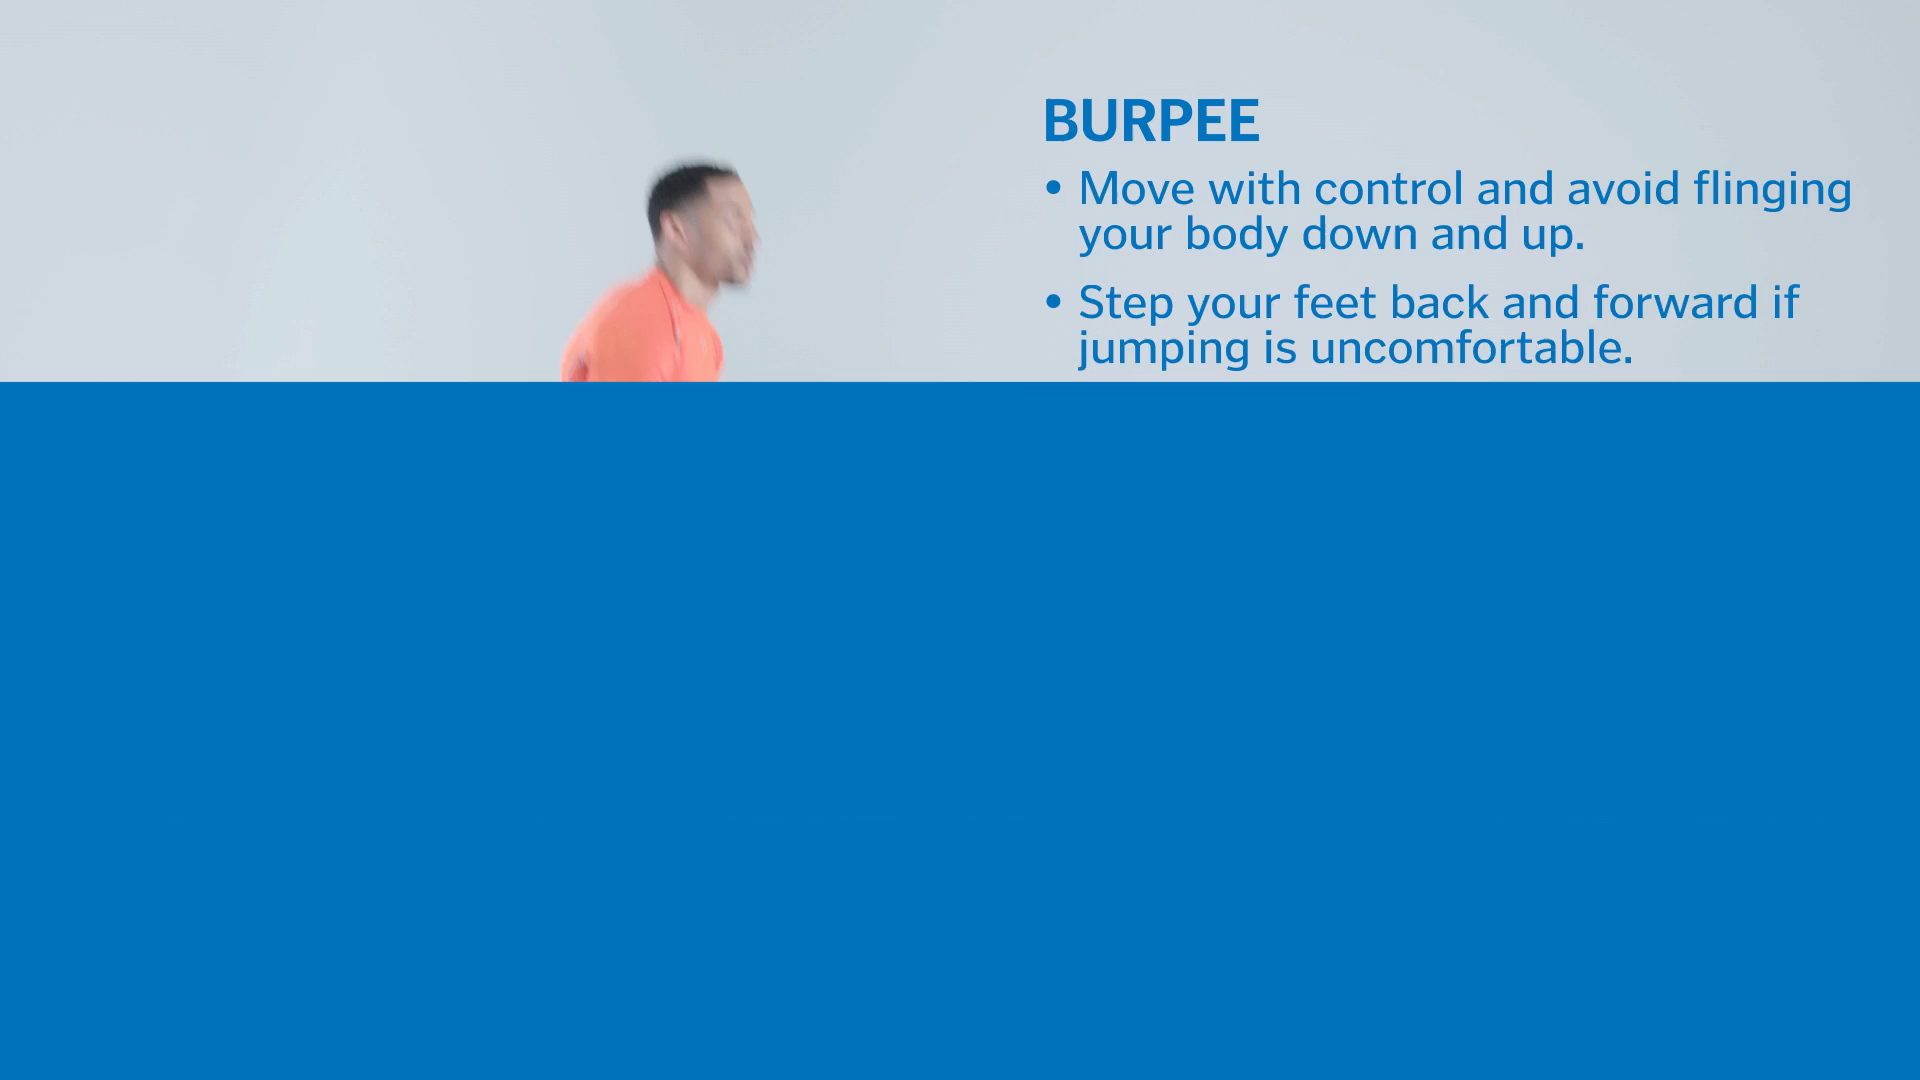 BURPEE
• Move with control and avoid flinging
your body down and up.
• Step your feet back and forward if
jumping is uncomfortable.